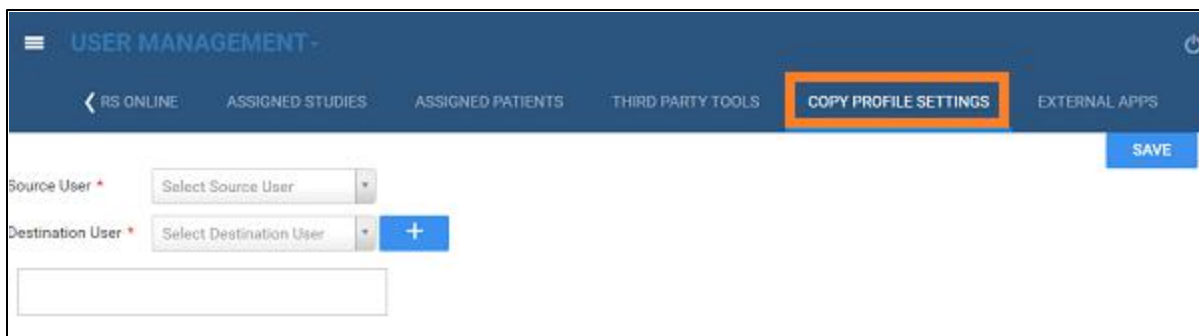 USER MANAGEMENT-
RS ONLINE ASSIGNED STUDIES ASSIGNED PATIENTS THIRD PARTY TOOLS COPY PROFILE SETTINGS EXTERNAL APPS
SAVE
Source User * Select Source User
Destination User * Select Destination User +